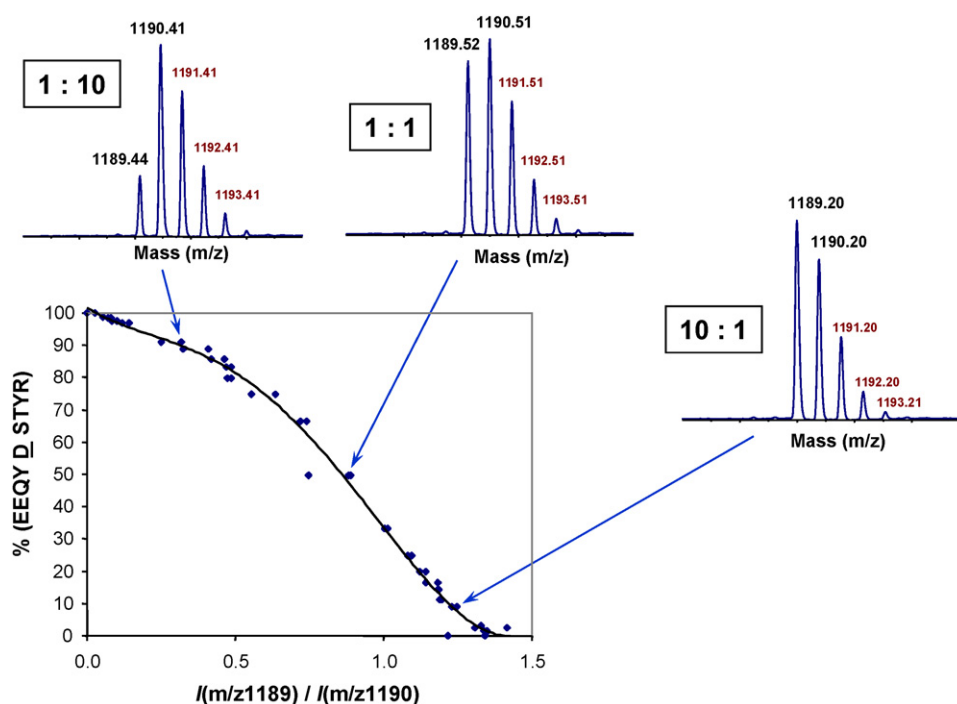 1190.41
1191.41
1 : 10
1192.41
1189.44
1193.41
Mass (m/z)
1190.51
1189.52
1191.51
1 : 1
1192.51
1193.51
Mass (m/z)
1189.20
1190.20
10 : 1
1191.20
1192.20
1193.21
Mass (m/z)
% (EEQY D STYR)
100
90
80
70
60
50
40
30
20
10
0
0.0 0.5 1.0 1.5
I(m/z1189) / I(m/z1190)